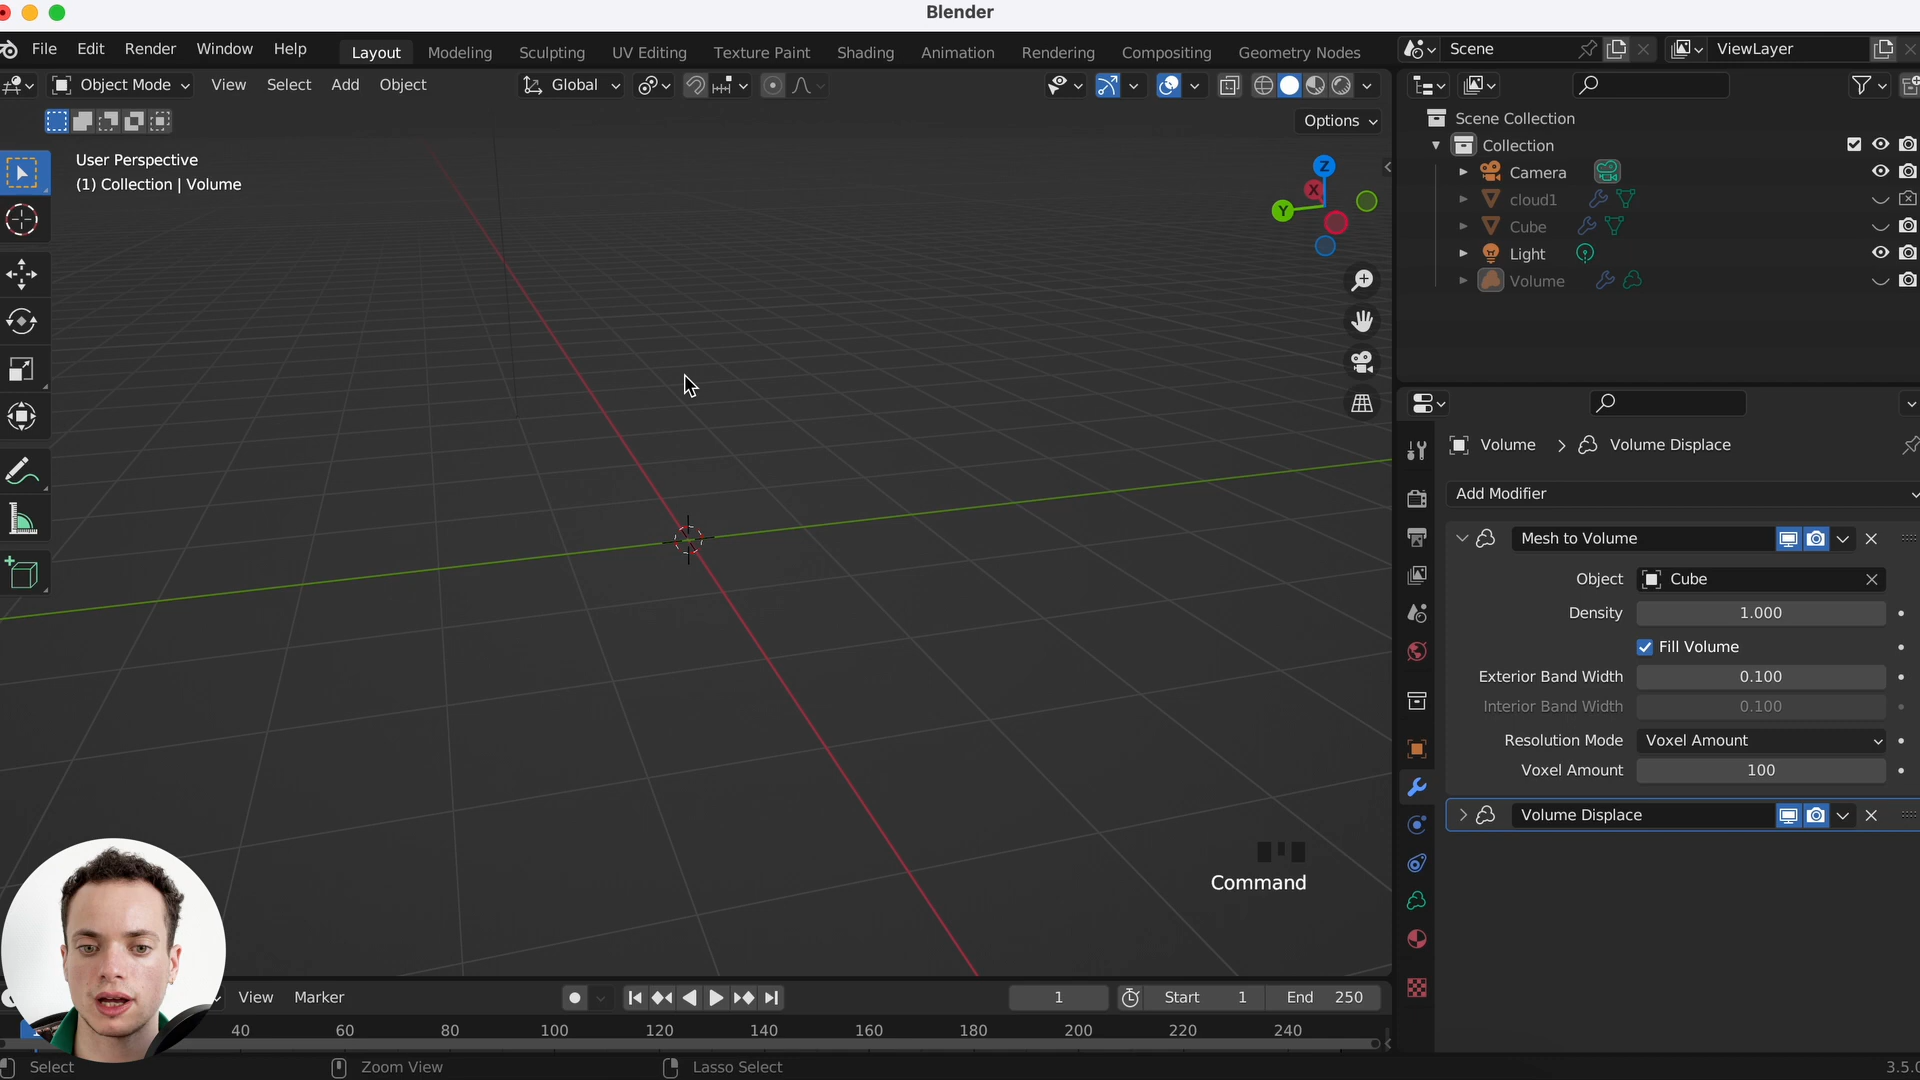 Blender
File Edit Render Window Help
Layout Modeling Sculpting UV Editing Texture Paint Shading Animation Rendering Compositing Geometry Nodes
Scene
ViewLayer
Object Mode View Select Add Object
Global
Options
User Perspective
(1) Collection | Volume
Z
X
Y
Scene Collection
Collection
Camera
cloud1
Cube
Light
Volume
Volume > Volume Displace
Add Modifier
Mesh to Volume
Object Cube
Density 1.000
Fill Volume
Exterior Band Width 0.100
Interior Band Width 0.100
Resolution Mode Voxel Amount
Voxel Amount 100
Volume Displace
Command
View Marker
1
Start 1 End 250
40 60 80 100 120 140 160 180 200 220 240
Select Zoom View Lasso Select